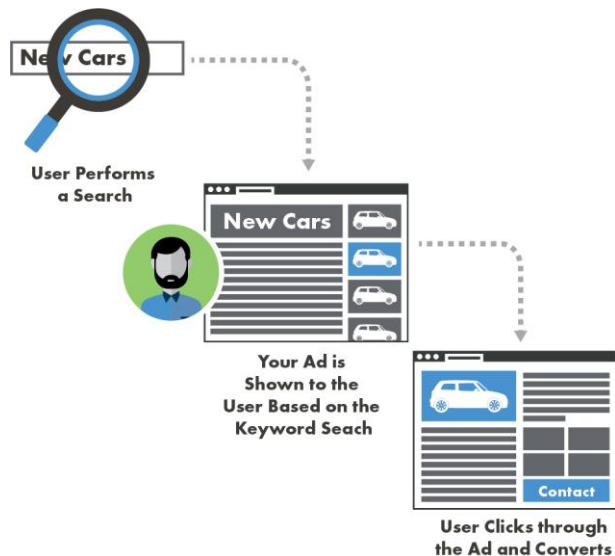 New Cars
User Performs
a Search
New Cars
Your Ad is
Shown to the
User Based on the
Keyword Seach
Contact
User Clicks through
the Ad and Converts